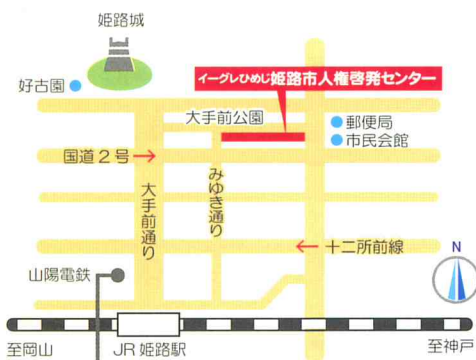 姫路城
イーグレひめじ姫路市人権啓発センター
好古園
大手前公園
郵便局
市民会館
国道2号
大手前通り
みゆき通り
十二所前線
山陽電鉄
N
至岡山
JR姫路駅
至神戸